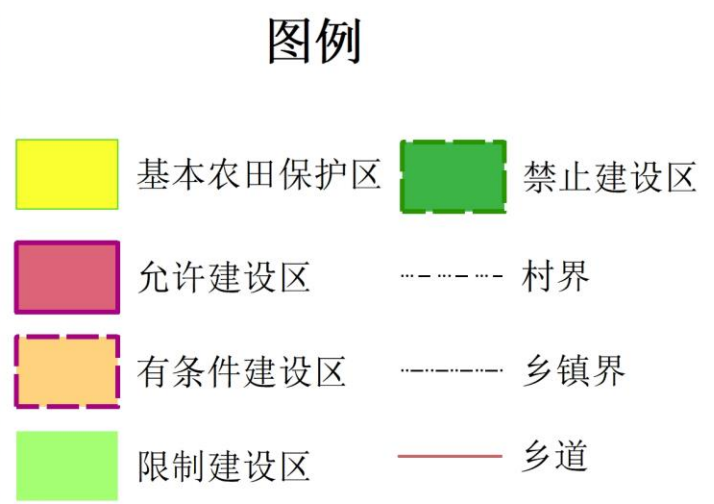 图例
基本农田保护区
禁止建设区
允许建设区
村界
有条件建设区
乡镇界
限制建设区
乡道